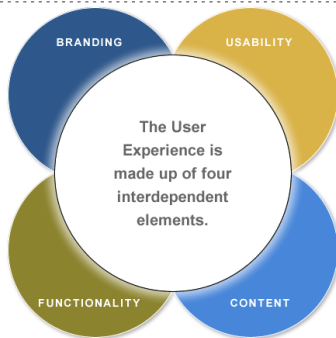 BRANDING
USABILITY
The User
Experience is
made up of four
interdependent
elements.
FUNCTIONALITY
CONTENT